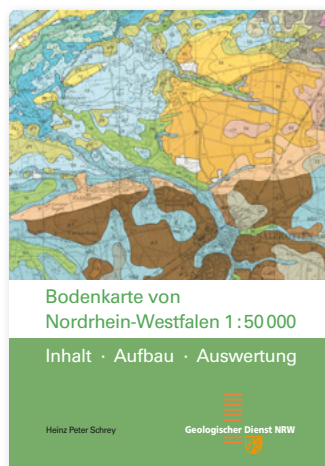 Bodenkarte von
Nordrhein-Westfalen 1:50 000
Inhalt · Aufbau · Auswertung
Heinz Peter Schrey
Geologischer Dienst NRW